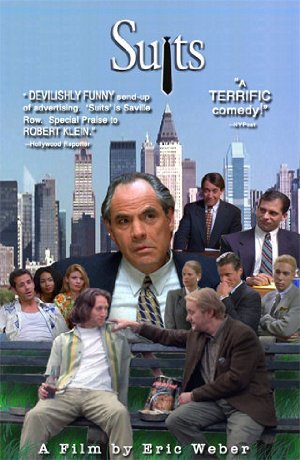 Suits
"DEVILISHLY FUNNY send-up
of advertising. 'Suits' is Saville
Row. Special Praise to
ROBERT KLEIN."
—Hollywood Reporter
"A
TERRIFIC
comedy!"
—NYPost
A Film by Eric Weber